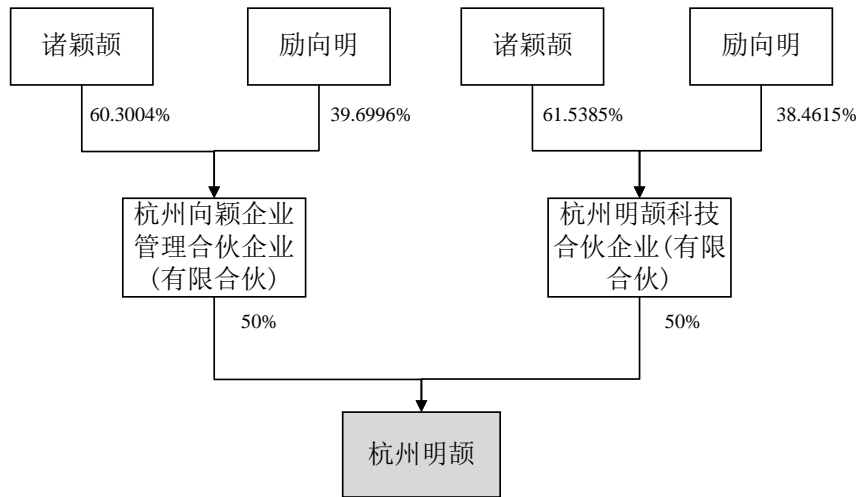 诸颖颉
励向明
诸颖颉
励向明
60.3004%
39.6996%
61.5385%
38.4615%
杭州向颖企业
管理合伙企业
(有限合伙)
杭州明颉科技
合伙企业(有限
合伙)
50%
50%
杭州明颉